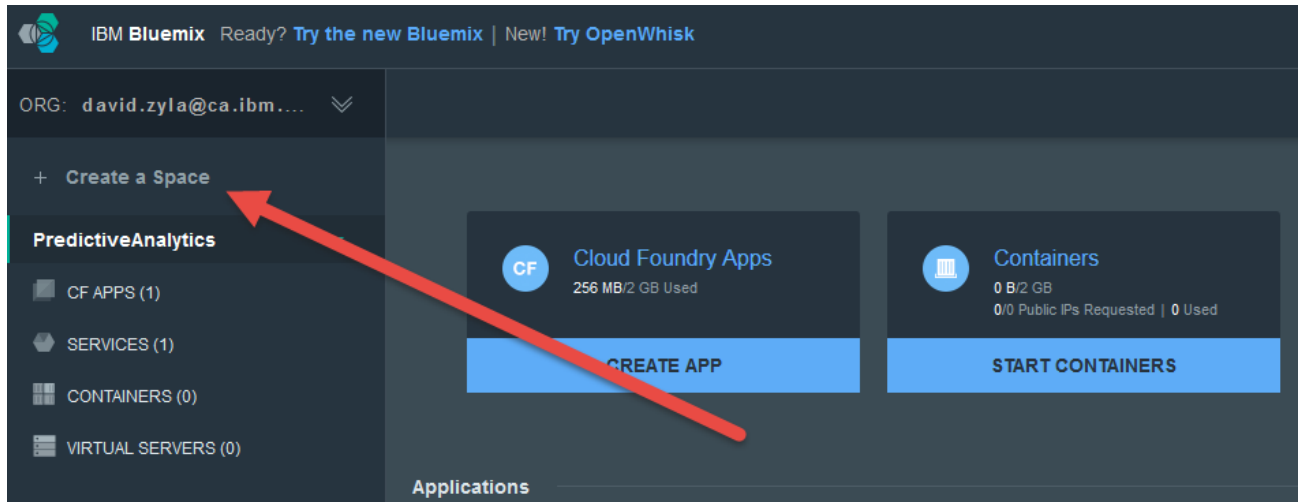 IBM Bluemix Ready? Try the new Bluemix | New! Try OpenWhisk
ORG: david.zyla@ca.ibm....
+ Create a Space
PredictiveAnalytics
CF APPS (1)
SERVICES (1)
CONTAINERS (0)
VIRTUAL SERVERS (0)
CF
Cloud Foundry Apps
256 MB/2 GB Used
CREATE APP
Containers
0 B/2 GB
0/0 Public IPs Requested | 0 Used
START CONTAINERS
Applications